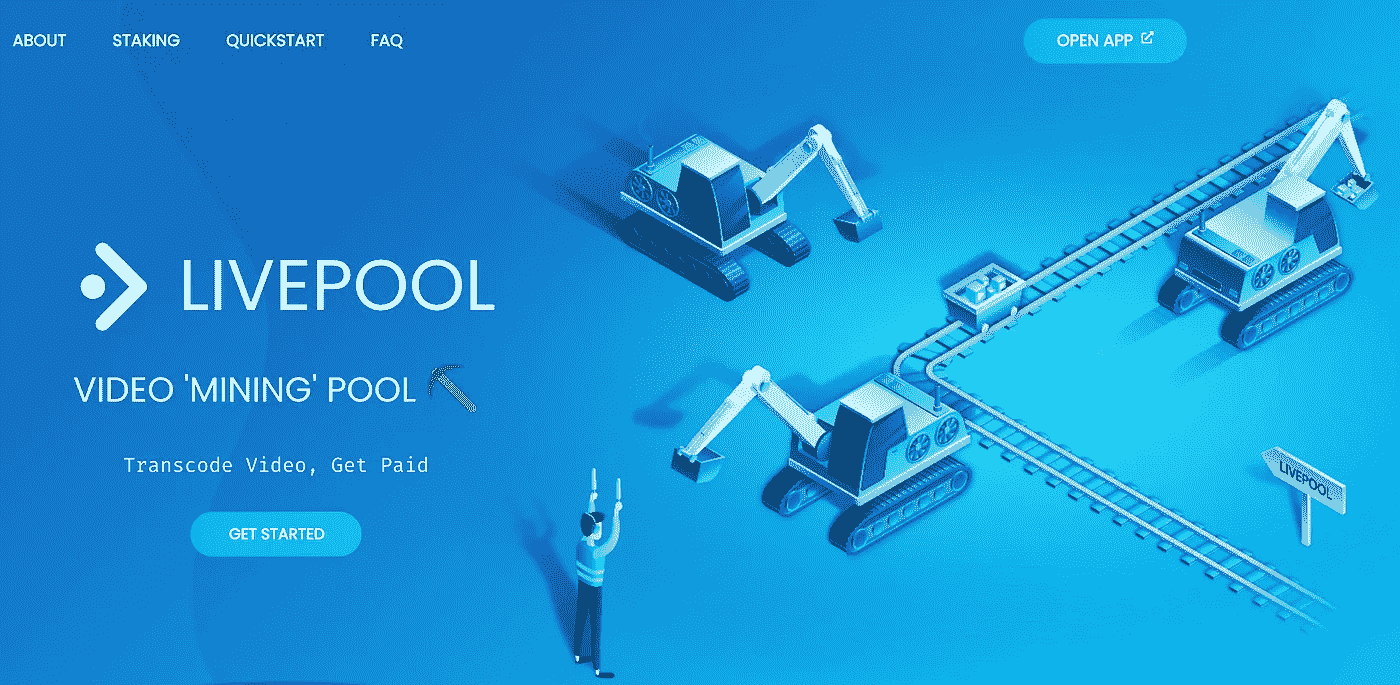 ABOUT STAKING QUICKSTART FAQ OPEN APP
LIVEPOOL
VIDEO 'MINING' POOL
Transcode Video, Get Paid
GET STARTED
LIVEPOOL